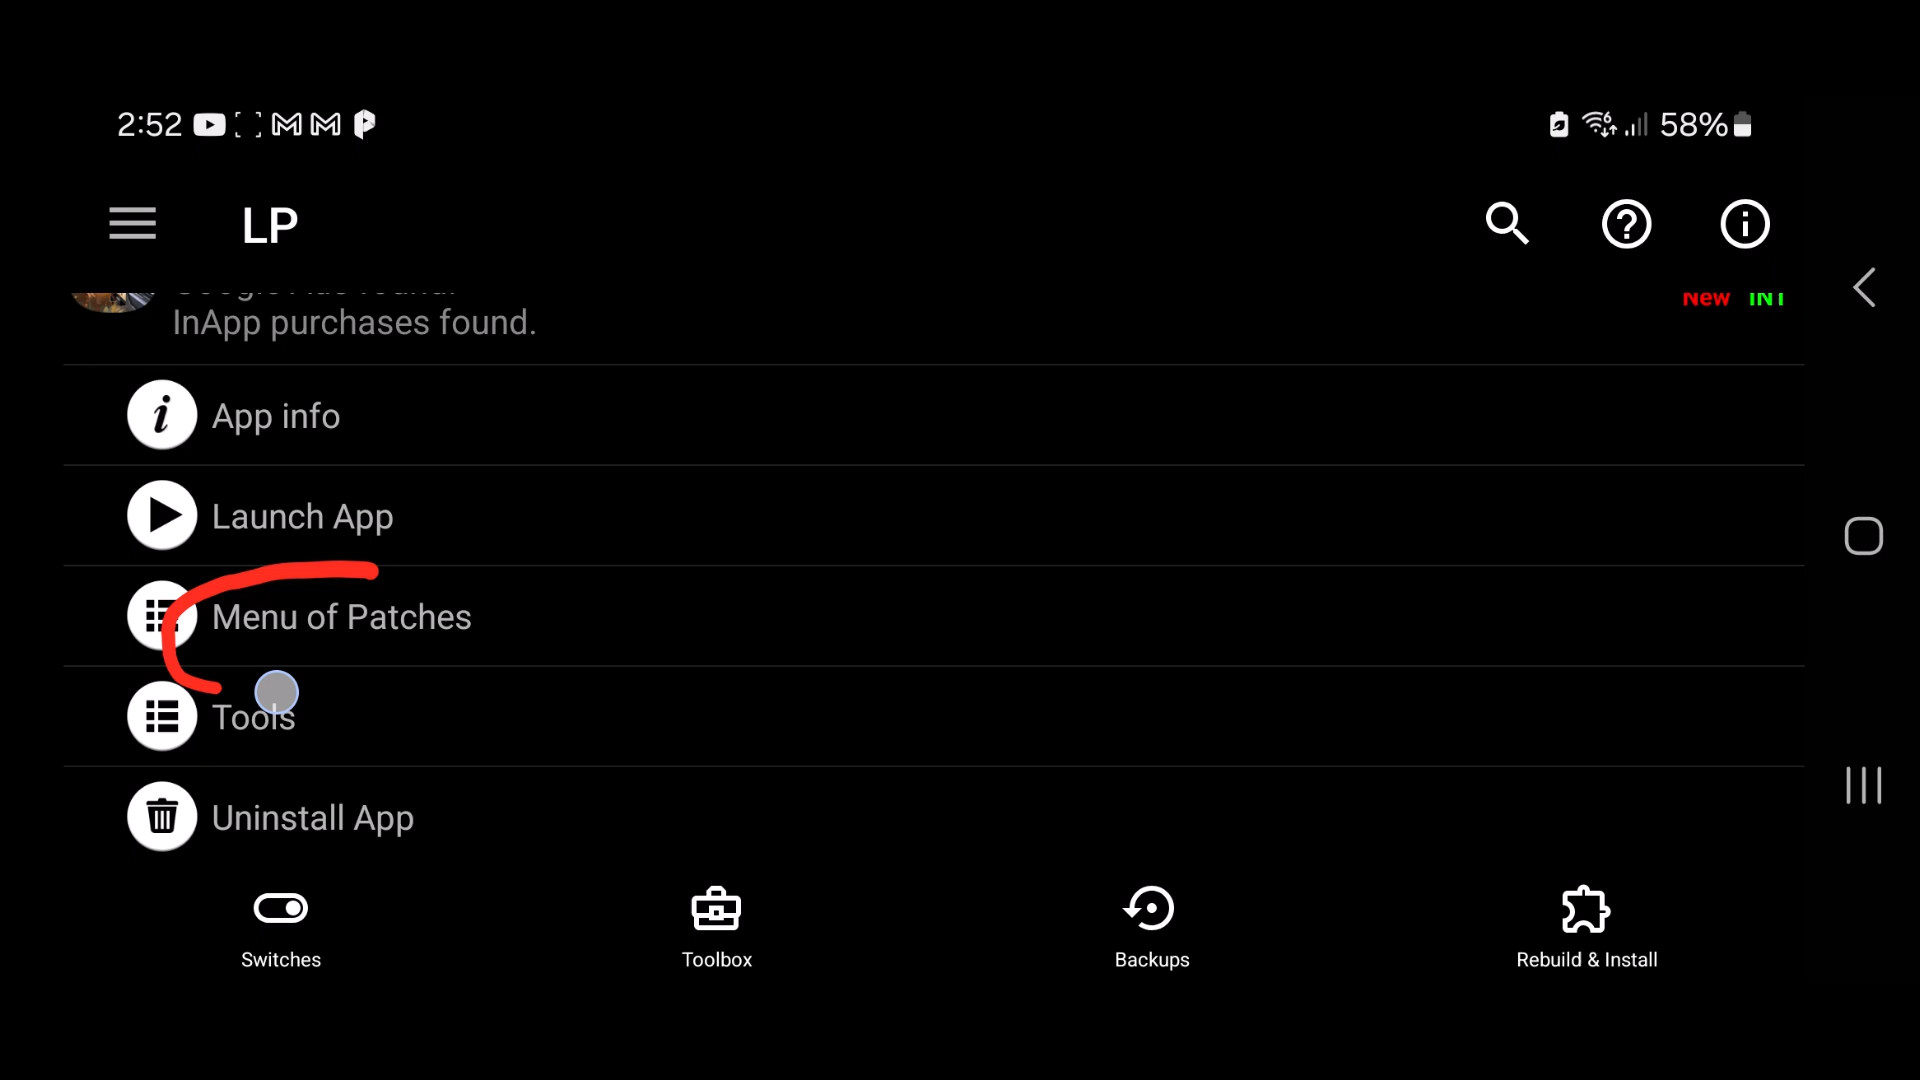 2:52 58%
LP
New INT
InApp purchases found.
App info
Launch App
Menu of Patches
Tools
Uninstall App
Switches Toolbox Backups Rebuild & Install